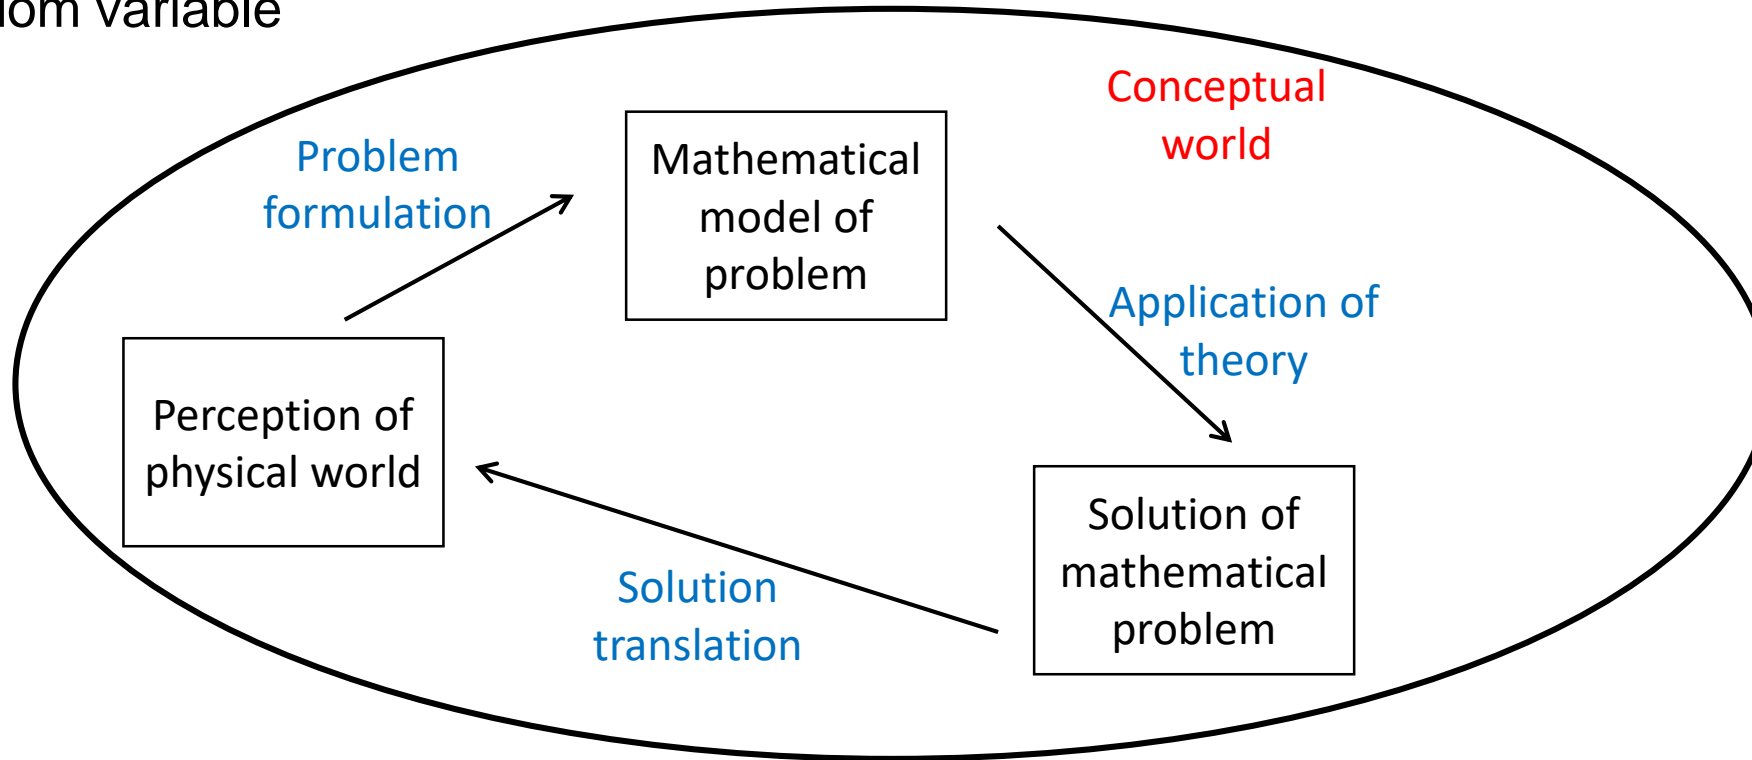 variable
Conceptual
world
Problem
formulation
Mathematical
model of
problem
Application of
theory
Perception of
physical world
Solution of
mathematical
problem
Solution
translation